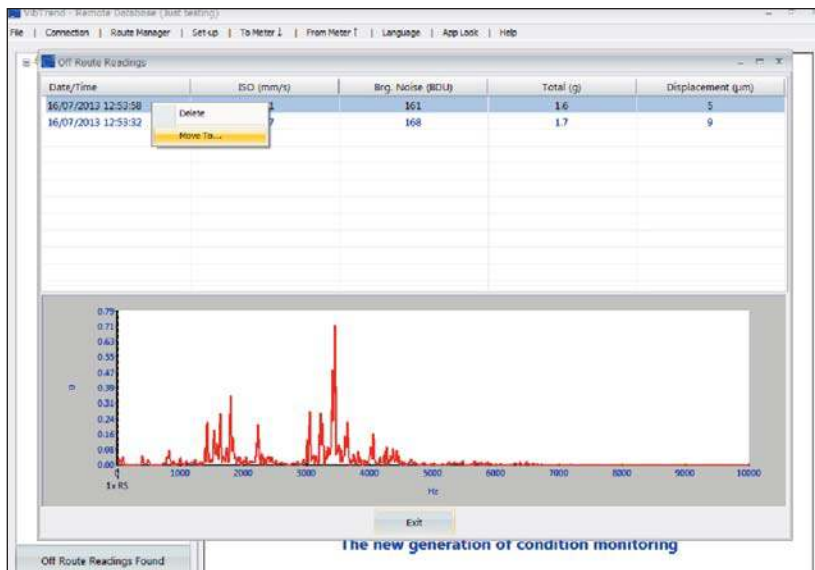 VibTrend - Remote Database (Just testing)
File | Connection | Route Manager | Set-up | To Meter ↓ | From Meter ↑ | Language | App Look | Help
Off Route Readings
Date/Time ISO (mm/s) Brg. Noise (BDU) Total (g) Displacement (µm)
16/07/2013 12:53:58 1 161 1.6 5
Delete
16/07/2013 12:53:32 7 168 1.7 9
Move To...
0.79
0.71
0.63
0.55
0.47
0.39
G
0.31
0.24
0.16
0.08
0.00
0 1000 2000 3000 4000 5000 6000 7000 8000 9000 10000
1x RS
Hz
Exit
The new generation of condition monitoring
Off Route Readings Found